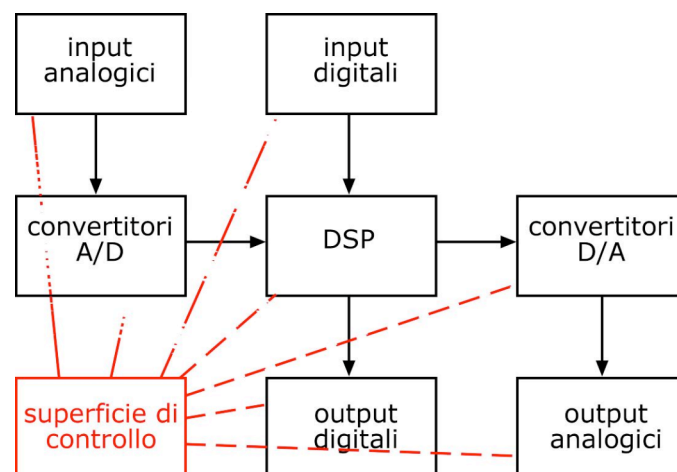 input
analogici
input
digitali
convertitori
A/D
DSP
convertitori
D/A
superficie di
controllo
output
digitali
output
analogici